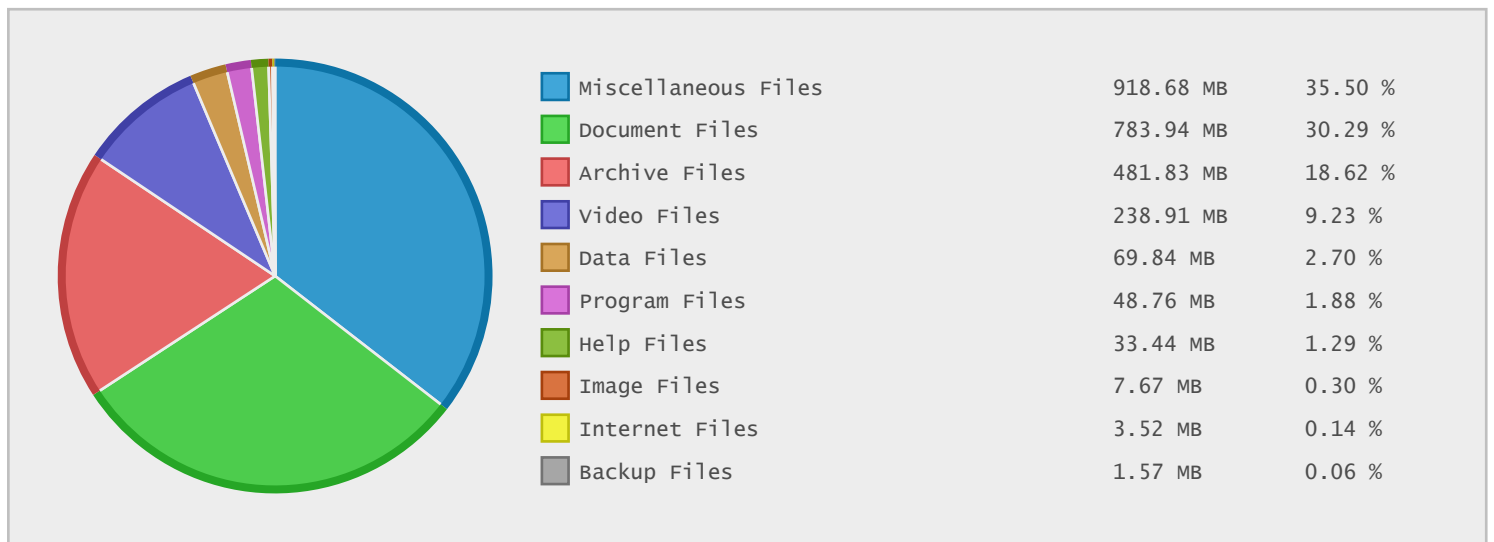 Miscellaneous Files 918.68 MB 35.50 %
Document Files 783.94 MB 30.29 %
Archive Files 481.83 MB 18.62 %
Video Files 238.91 MB 9.23 %
Data Files 69.84 MB 2.70 %
Program Files 48.76 MB 1.88 %
Help Files 33.44 MB 1.29 %
Image Files 7.67 MB 0.30 %
Internet Files 3.52 MB 0.14 %
Backup Files 1.57 MB 0.06 %